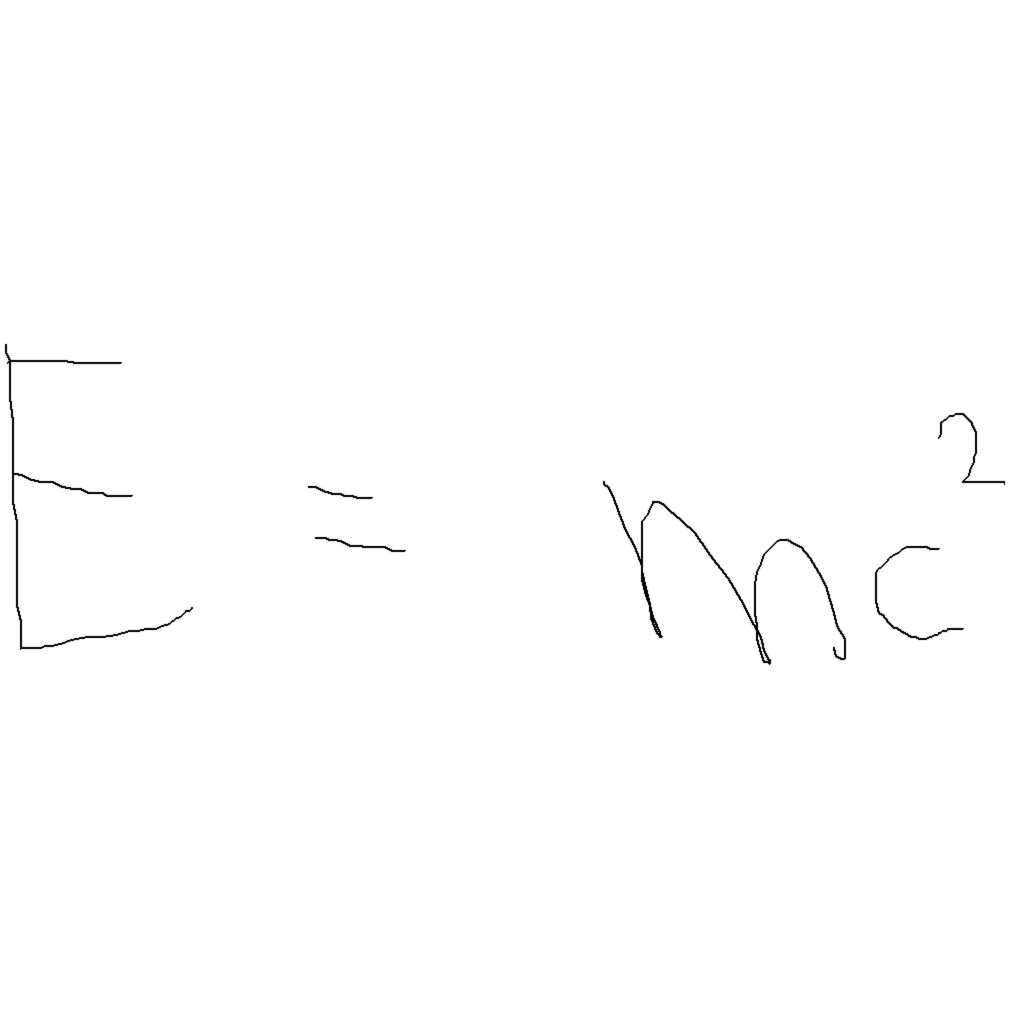 E = mc²